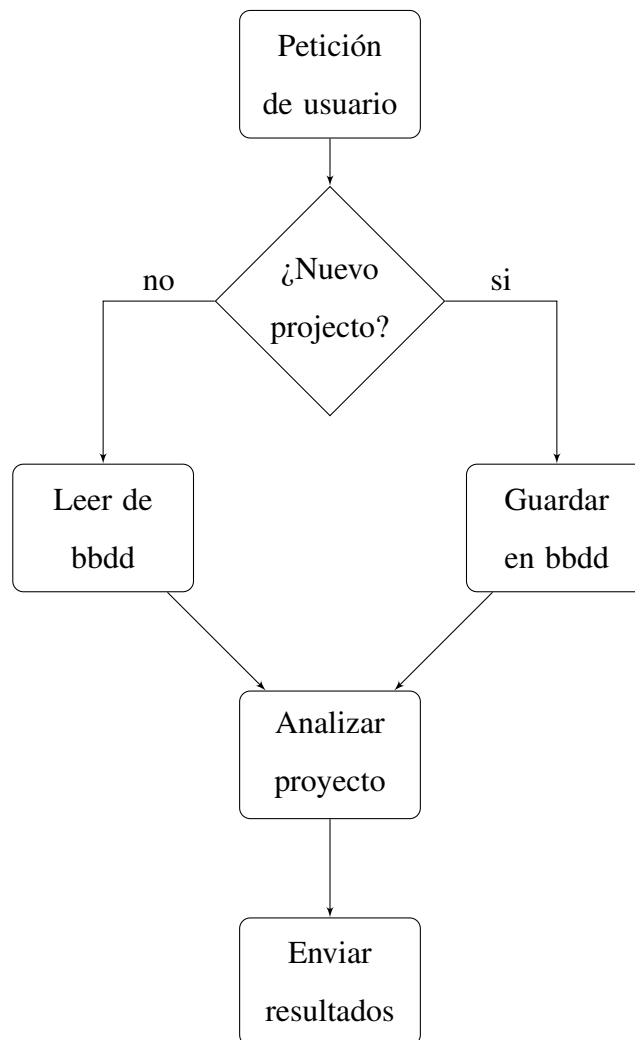 Petición
de usuario
¿Nuevo
projecto?
no
si
Leer de
bbdd
Guardar
en bbdd
Analizar
proyecto
Enviar
resultados